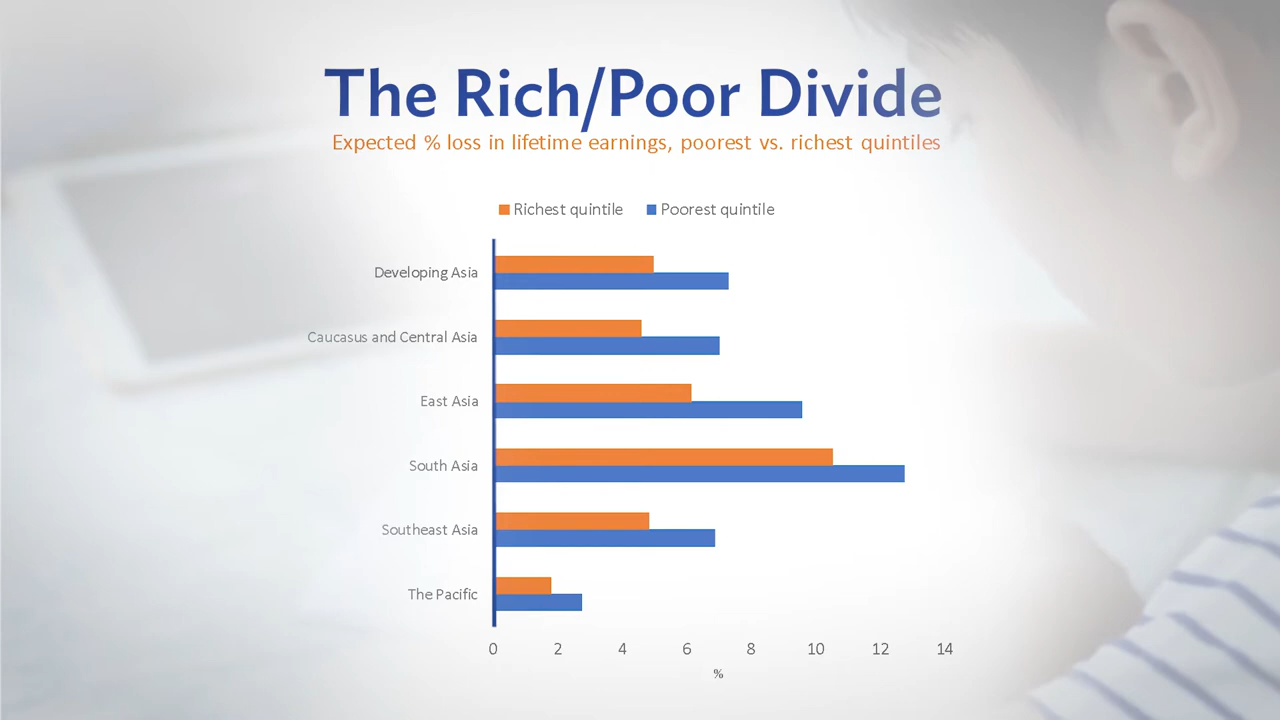 The Rich/Poor Divide
Expected % loss in lifetime earnings, poorest vs. richest quintiles
Richest quintile Poorest quintile
Developing Asia
Caucasus and Central Asia
East Asia
South Asia
Southeast Asia
The Pacific
0 2 4 6 8 10 12 14
%